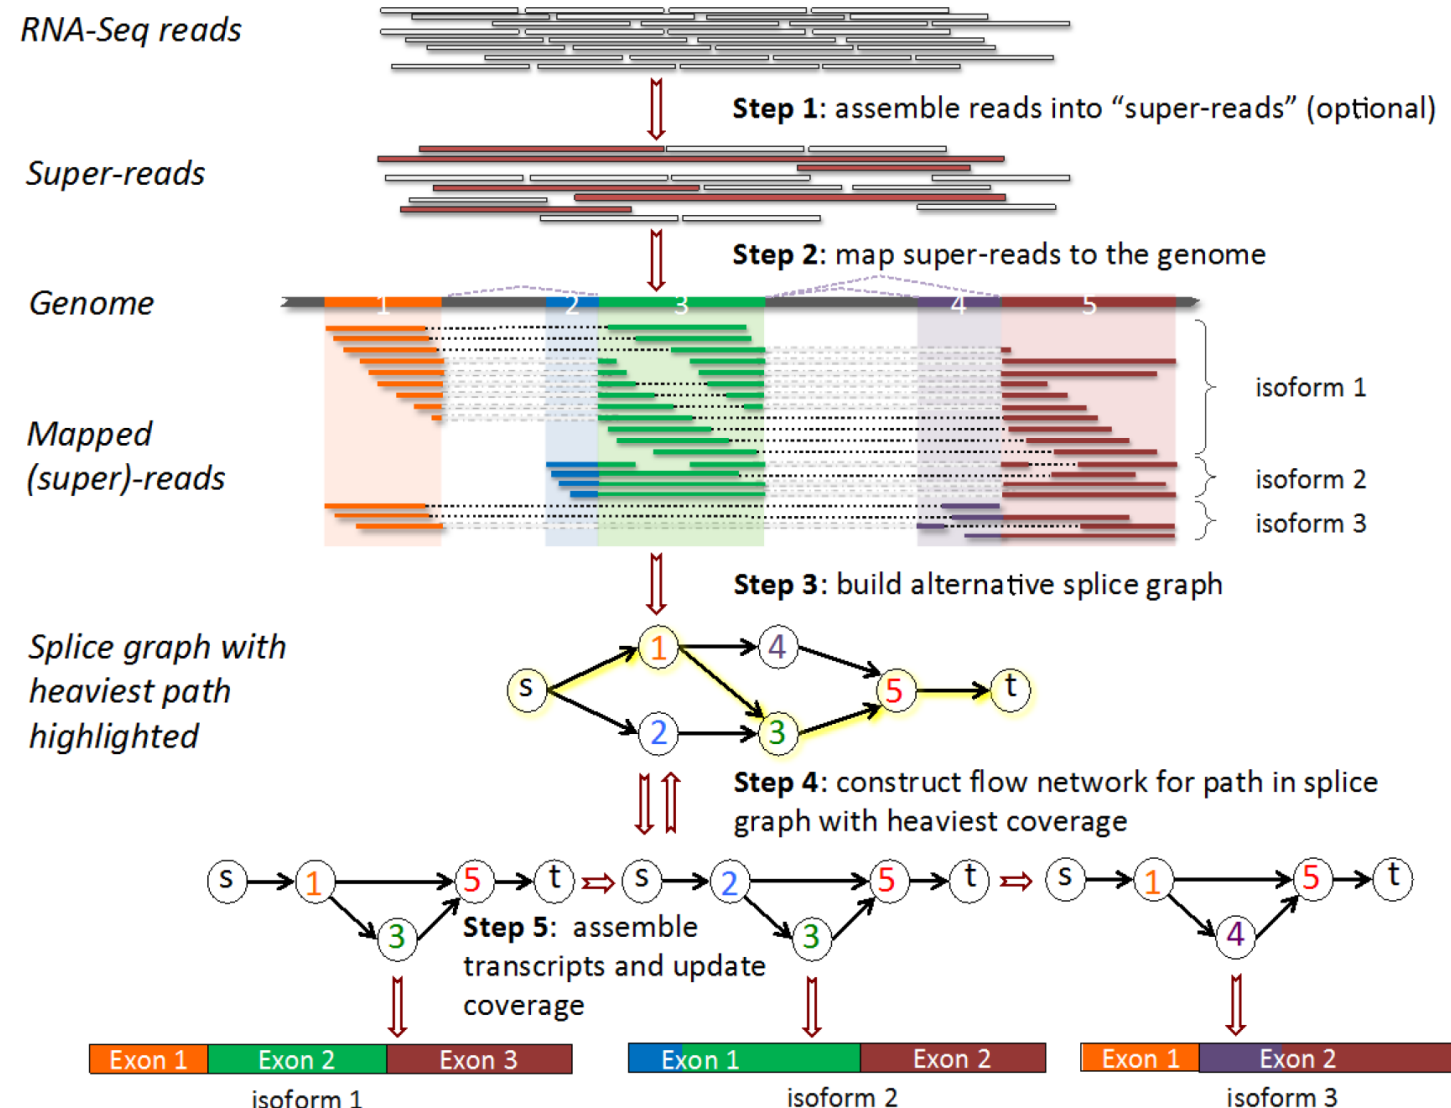 RNA-Seq reads
Step 1: assemble reads into “super-reads” (optional)
Super-reads
Step 2: map super-reads to the genome
Genome
1 2 3 4 5
isoform 1
Mapped
(super)-reads
isoform 2
isoform 3
Step 3: build alternative splice graph
Splice graph with
heaviest path
highlighted
1 4
s 5 t
2 3
Step 4: construct flow network for path in splice
graph with heaviest coverage
s 1 5 t s 2 5 t s 1 5 t
3 3 4
Step 5: assemble
transcripts and update
coverage
Exon 1 Exon 2 Exon 3 Exon 1 Exon 2 Exon 1 Exon 2
isoform 1 isoform 2 isoform 3